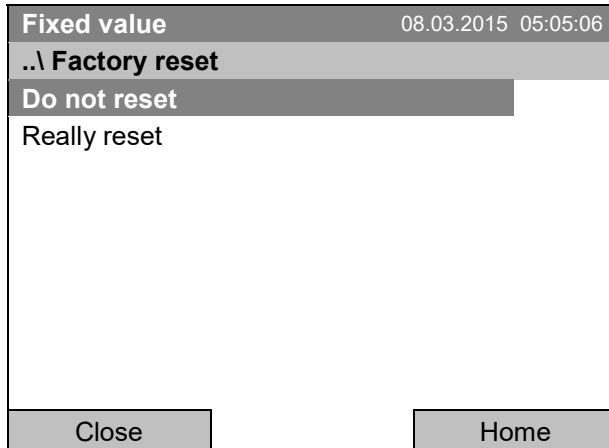 Fixed value 08.03.2015 05:05:06
..\ Factory reset
Do not reset
Really reset
Close Home